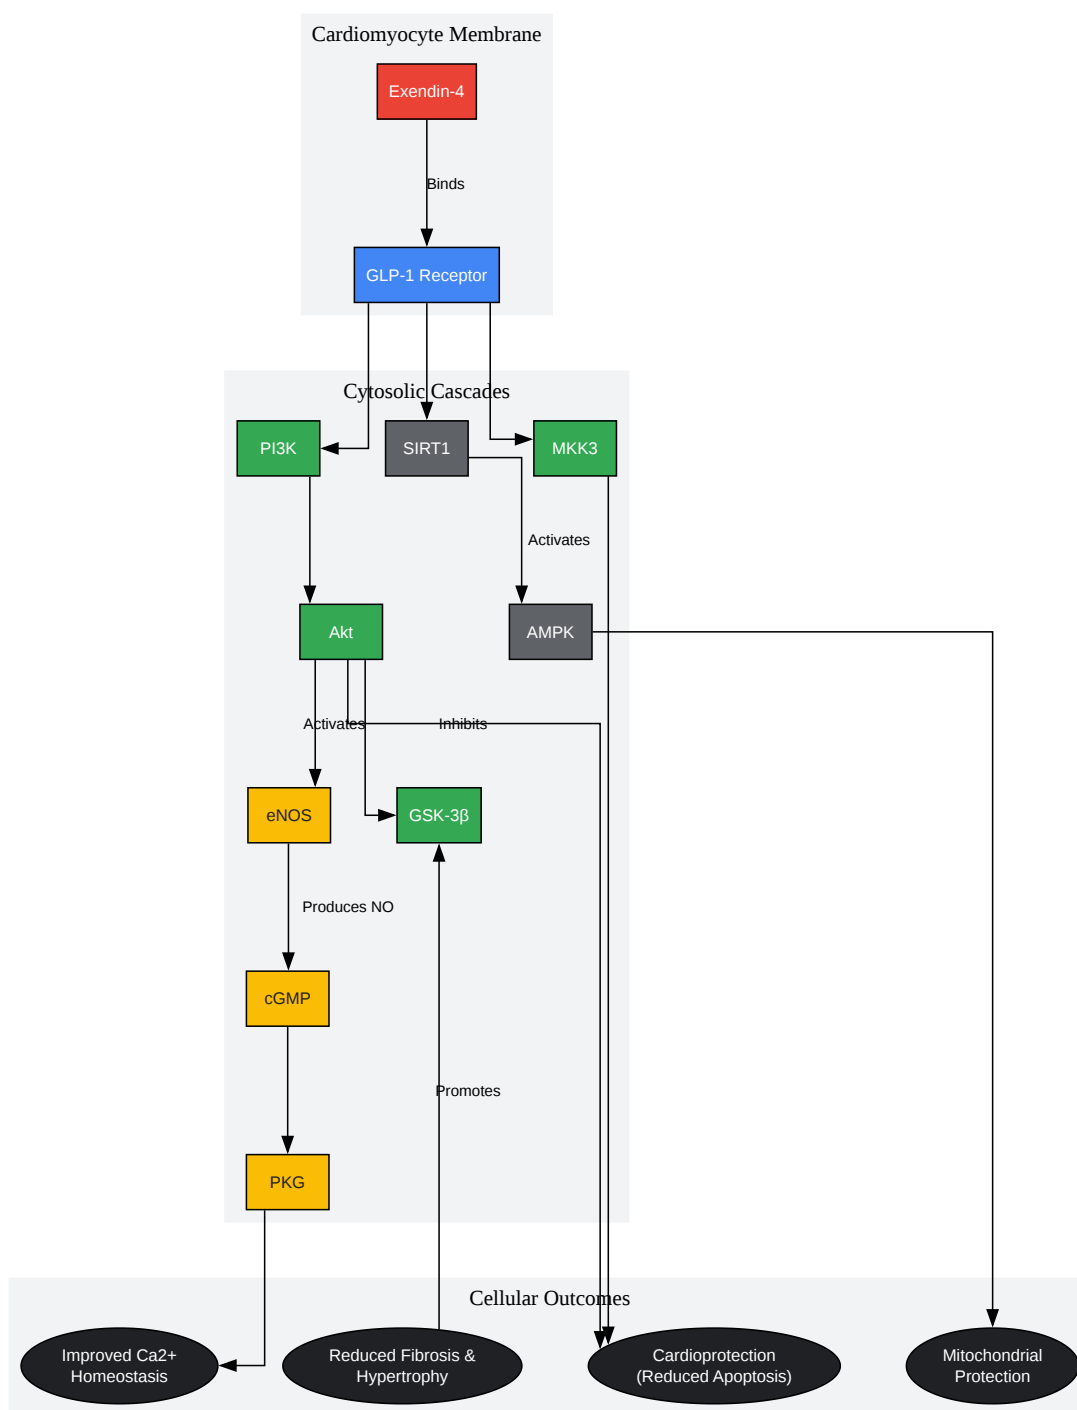 Cardiomyocyte Membrane
Exendin-4
Binds
GLP-1 Receptor
Cytosolic Cascades
PI3K
SIRT1
MKK3
Activates
Akt
AMPK
Activates
Inhibits
eNOS
GSK-3β
Produces NO
cGMP
Promotes
PKG
Cellular Outcomes
Improved Ca2+
Homeostasis
Reduced Fibrosis &
Hypertrophy
Cardioprotection
(Reduced Apoptosis)
Mitochondrial
Protection